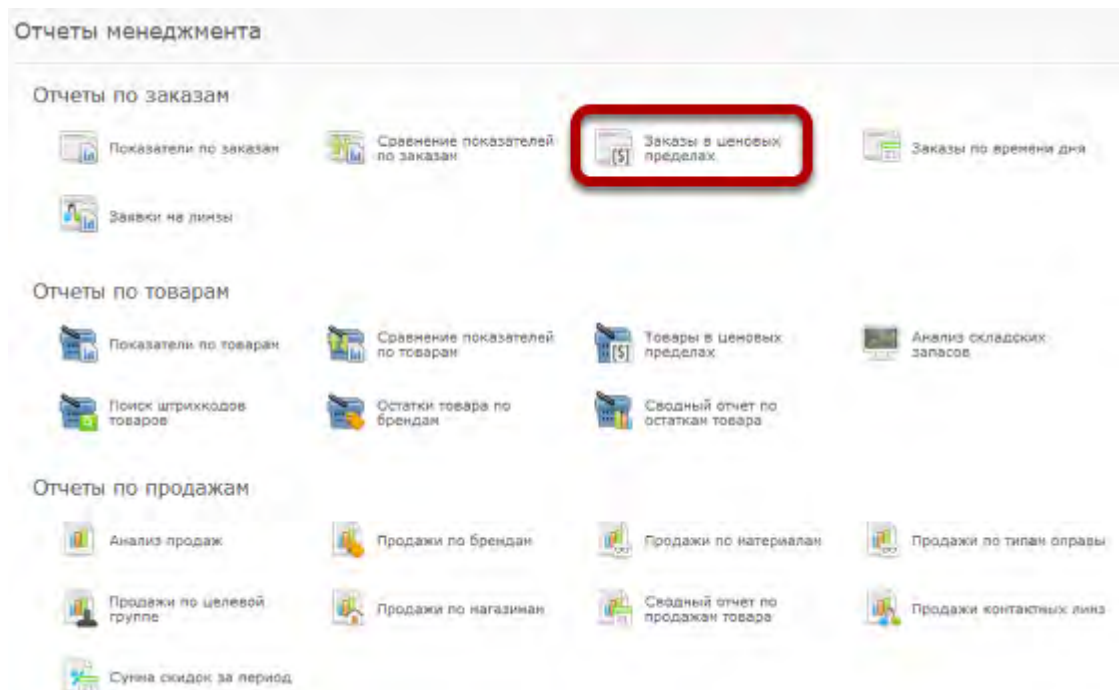 Отчеты менеджмента
Отчеты по заказам
Показатели по заказам
Сравнение показателей
по заказам
[$]
Заказы в ценовых
пределах
Заказы по времени дня
Заявки на линзы
Отчеты по товарам
Показатели по товарам
Сравнение показателей
по товарам
[$]
Товары в ценовых
пределах
Анализ складских
запасов
Поиск штрихкодов
товаров
Остатки товара по
брендам
Сводный отчет по
остаткам товара
Отчеты по продажам
Анализ продаж
Продажи по брендам
Продажи по материалам
Продажи по типам оправы
Продажи по целевой
группе
Продажи по магазинам
Сводный отчет по
продажам товара
Продажи контактных линз
Сумма скидок за период